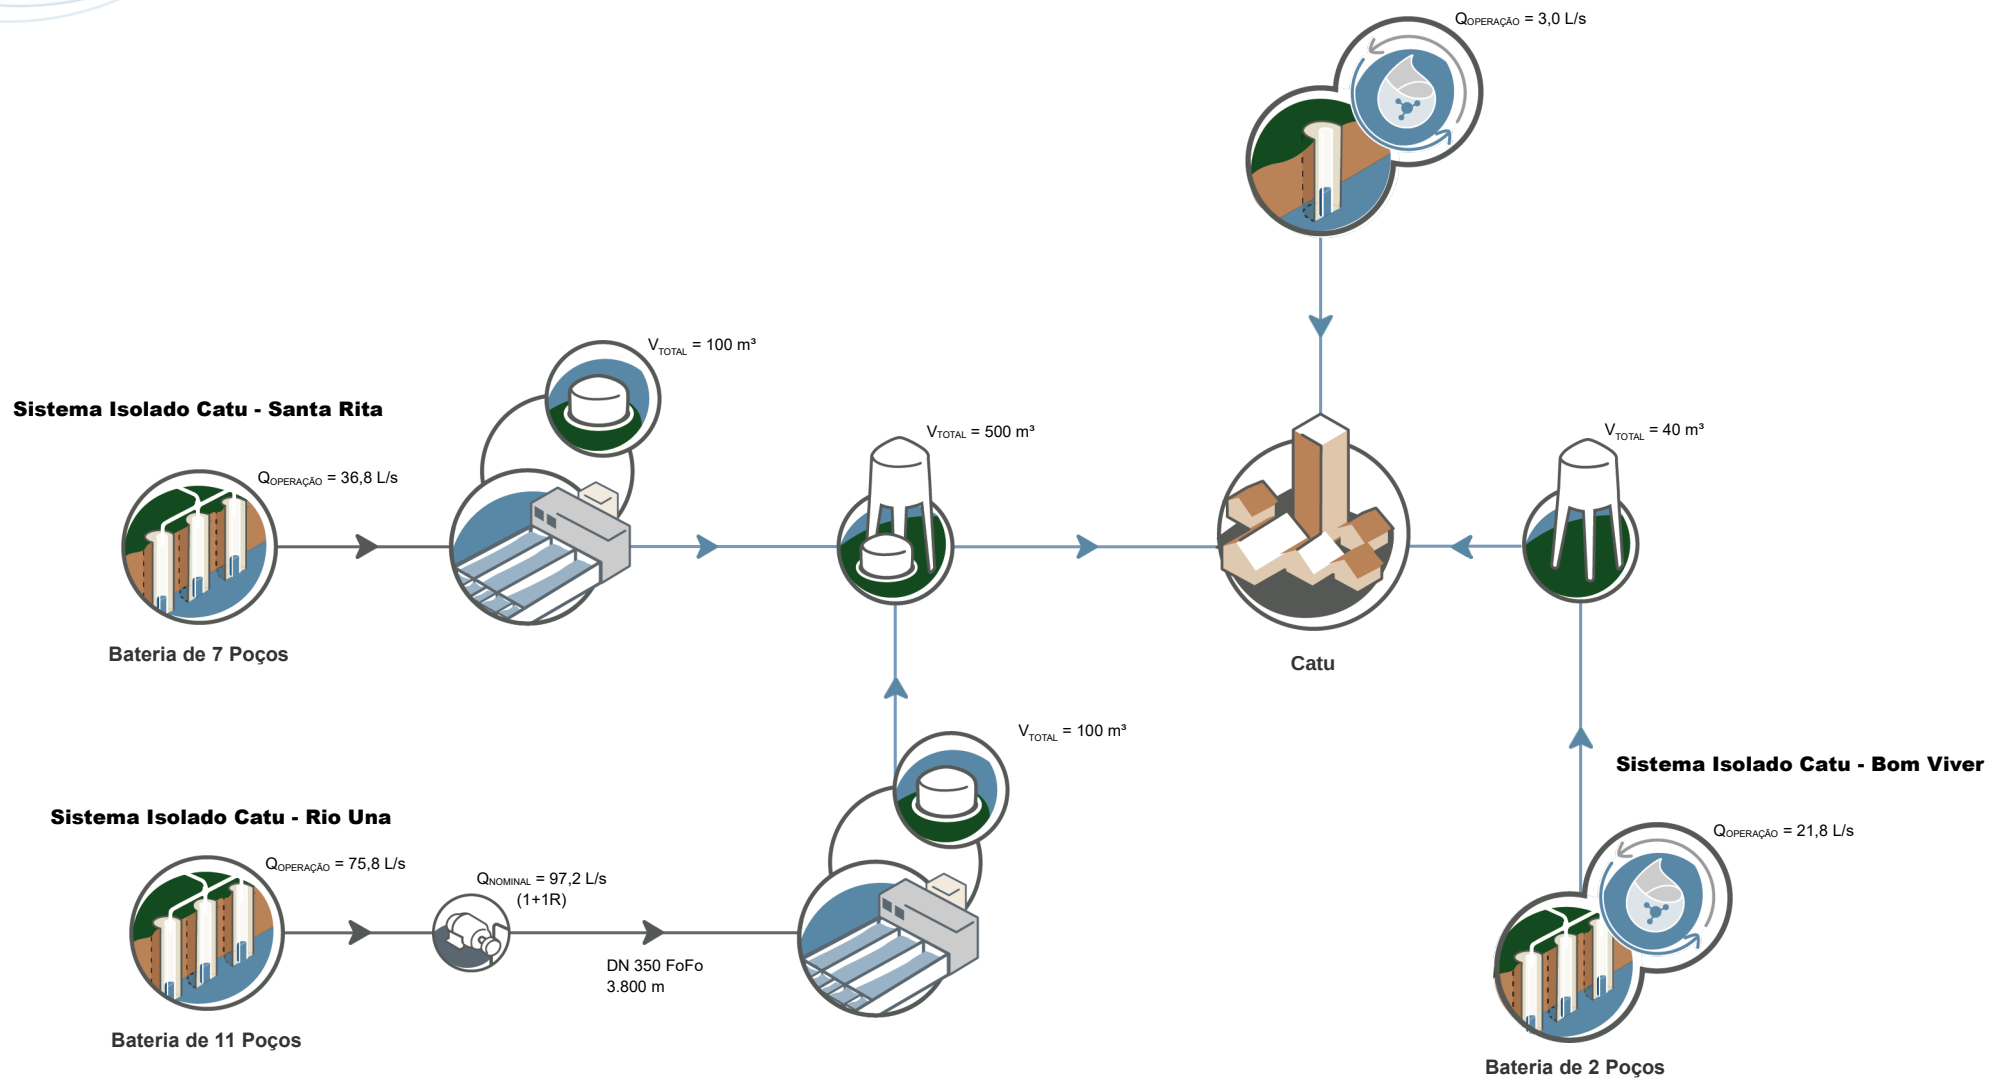 QOPERAÇÃO = 3,0 L/s
VTOTAL = 100 m³
Sistema Isolado Catu - Santa Rita
QOPERAÇÃO = 36,8 L/s
VTOTAL = 500 m³
VTOTAL = 40 m³
Bateria de 7 Poços
Catu
VTOTAL = 100 m³
Sistema Isolado Catu - Bom Viver
Sistema Isolado Catu - Rio Una
QOPERAÇÃO = 75,8 L/s
QNOMINAL = 97,2 L/s
(1+1R)
QOPERAÇÃO = 21,8 L/s
DN 350 FoFo
3.800 m
Bateria de 11 Poços
Bateria de 2 Poços